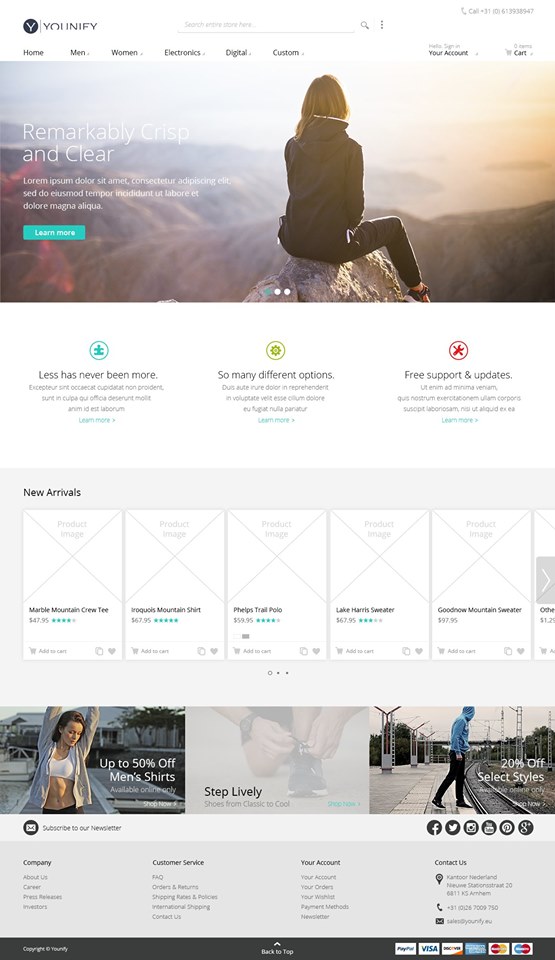 Call +31 (0) 613938947
Y YOUNIFY
Search entire store here...
Home Men Women Electronics Digital Custom
Hello, Sign in
Your Account
0 items
Cart
Remarkably Crisp
and Clear
Lorem ipsum dolor sit amet, consectetur adipiscing elit,
sed do eiusmod tempor incididunt ut labore et
dolore magna aliqua.
Learn more
Less has never been more.
Excepteur sint occaecat cupidatat non proident,
sunt in culpa qui officia deserunt mollit
anim id est laborum
Learn more >
So many different options.
Duis aute irure dolor in reprehenderit
in voluptate velit esse cillum dolore
eu fugiat nulla pariatur
Learn more >
Free support & updates.
Ut enim ad minima veniam,
quis nostrum exercitationem ullam corporis
suscipit laboriosam, nisi ut aliquid ex ea
Learn more >
New Arrivals
Product
Image
Marble Mountain Crew Tee
$47.95
Add to cart
Product
Image
Iroquois Mountain Shirt
$67.95
Add to cart
Product
Image
Phelps Trail Polo
$59.95
Add to cart
Product
Image
Lake Harris Sweater
$67.95
Add to cart
Product
Image
Goodnow Mountain Sweater
$97.95
Add to cart
Othe
$1,29
Up to 50% Off
Men's Shirts
Available online only
Shop Now >
Step Lively
Shoes from Classic to Cool
Shop Now >
20% Off
Select Styles
Available online only
Shop Now >
Subscribe to our Newsletter
Company
About Us
Career
Press Releases
Investors
Customer Service
FAQ
Orders & Returns
Shipping Rates & Policies
International Shipping
Contact Us
Your Account
Your Account
Your Orders
Your Wishlist
Payment Methods
Newsletter
Contact Us
Kantoor Nederland
Nieuwe Stationsstraat 20
6811 KS Arnhem
+31 (0)26 7009 750
sales@younify.eu
Copyright © Younify
Back to Top
PayPal VISA DISCOVER